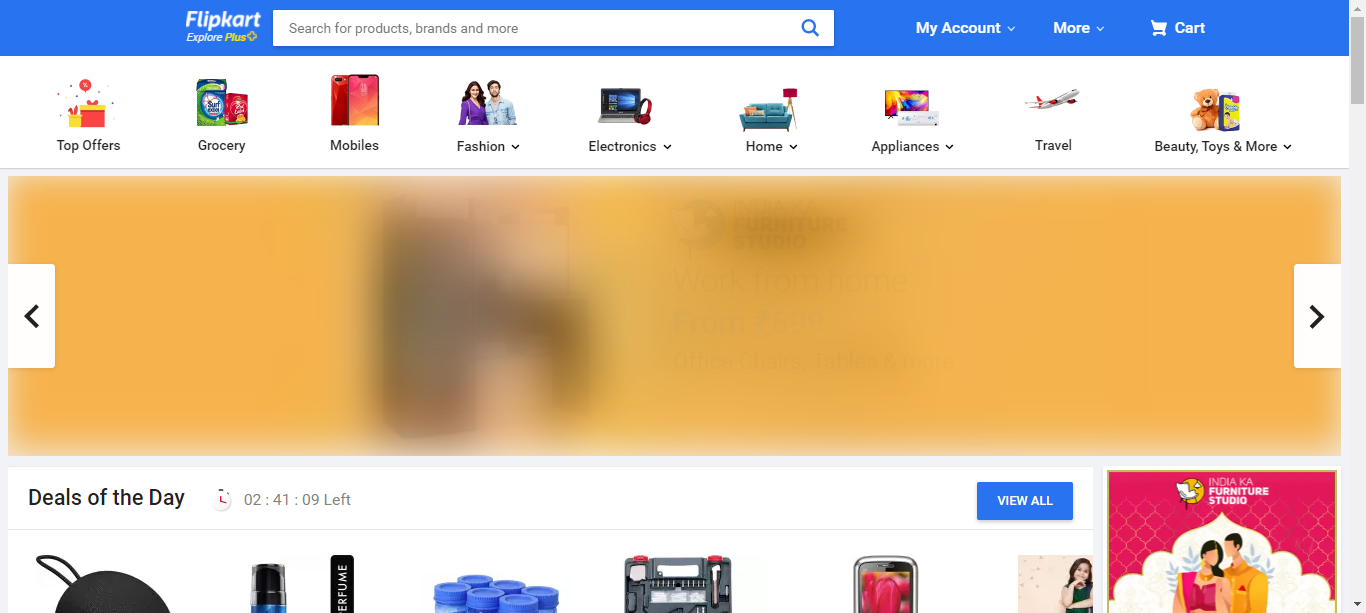 Flipkart
Explore Plus
Search for products, brands and more
My Account
More
Cart
Top Offers
Grocery
Mobiles
Fashion
Electronics
Home
Appliances
Travel
Beauty, Toys & More
INDIA KA
FURNITURE
STUDIO
Work from home
From ₹699
Office Chairs, Tables & more
Deals of the Day
02 : 41 : 09 Left
VIEW ALL
INDIA KA
FURNITURE
STUDIO
PERFUME